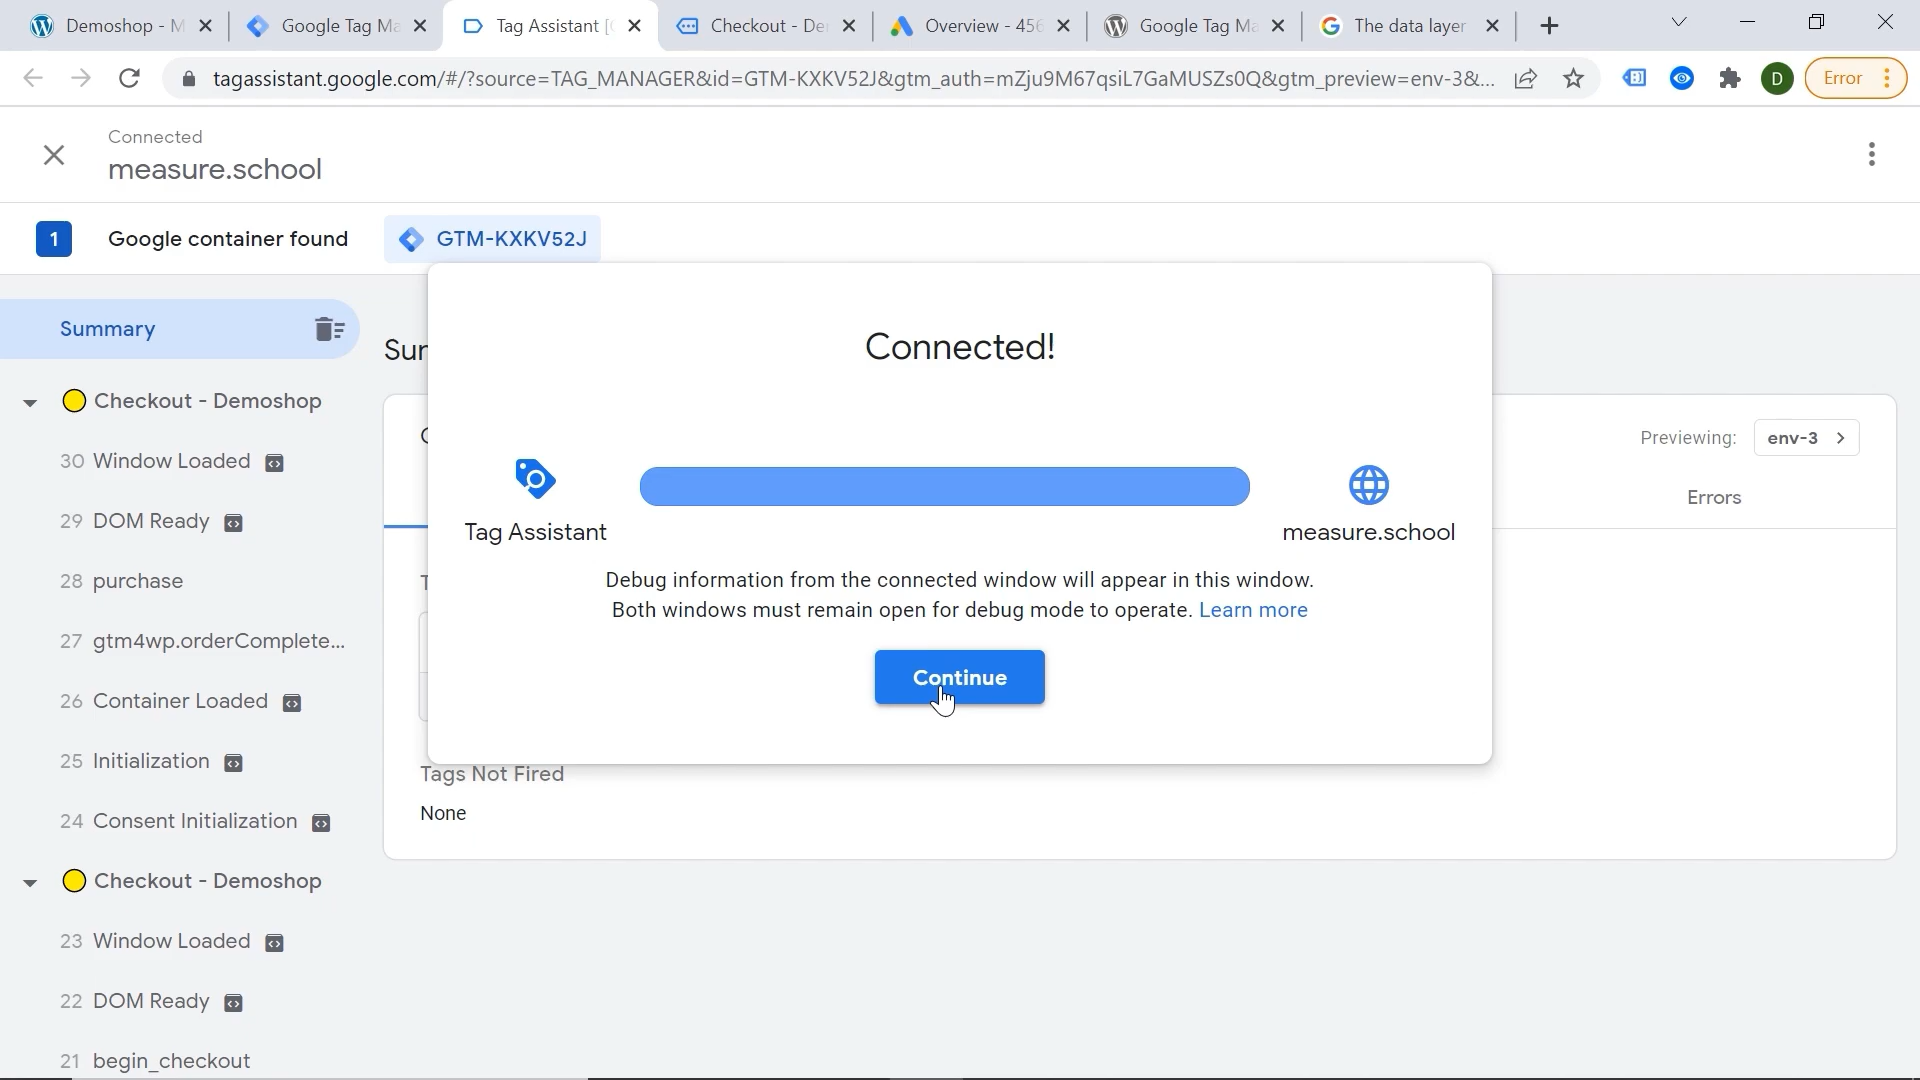 Demoshop - M
Google Tag Ma
Tag Assistant [
Checkout - De
Overview - 456
Google Tag Ma
The data layer
tagassistant.google.com/#/?source=TAG_MANAGER&id=GTM-KXKV52J&gtm_auth=mZju9M67qsiL7GaMUSZs0Q&gtm_preview=env-3&...
D
Error
Connected
measure.school
1
Google container found
GTM-KXKV52J
Summary
Sur
Connected!
Checkout - Demoshop
Previewing:
env-3
30 Window Loaded
Errors
Tag Assistant
measure.school
29 DOM Ready
Debug information from the connected window will appear in this window.
Both windows must remain open for debug mode to operate. Learn more
28 purchase
27 gtm4wp.orderComplete...
Continue
26 Container Loaded
25 Initialization
Tags Not Fired
None
24 Consent Initialization
Checkout - Demoshop
23 Window Loaded
22 DOM Ready
21 begin_checkout